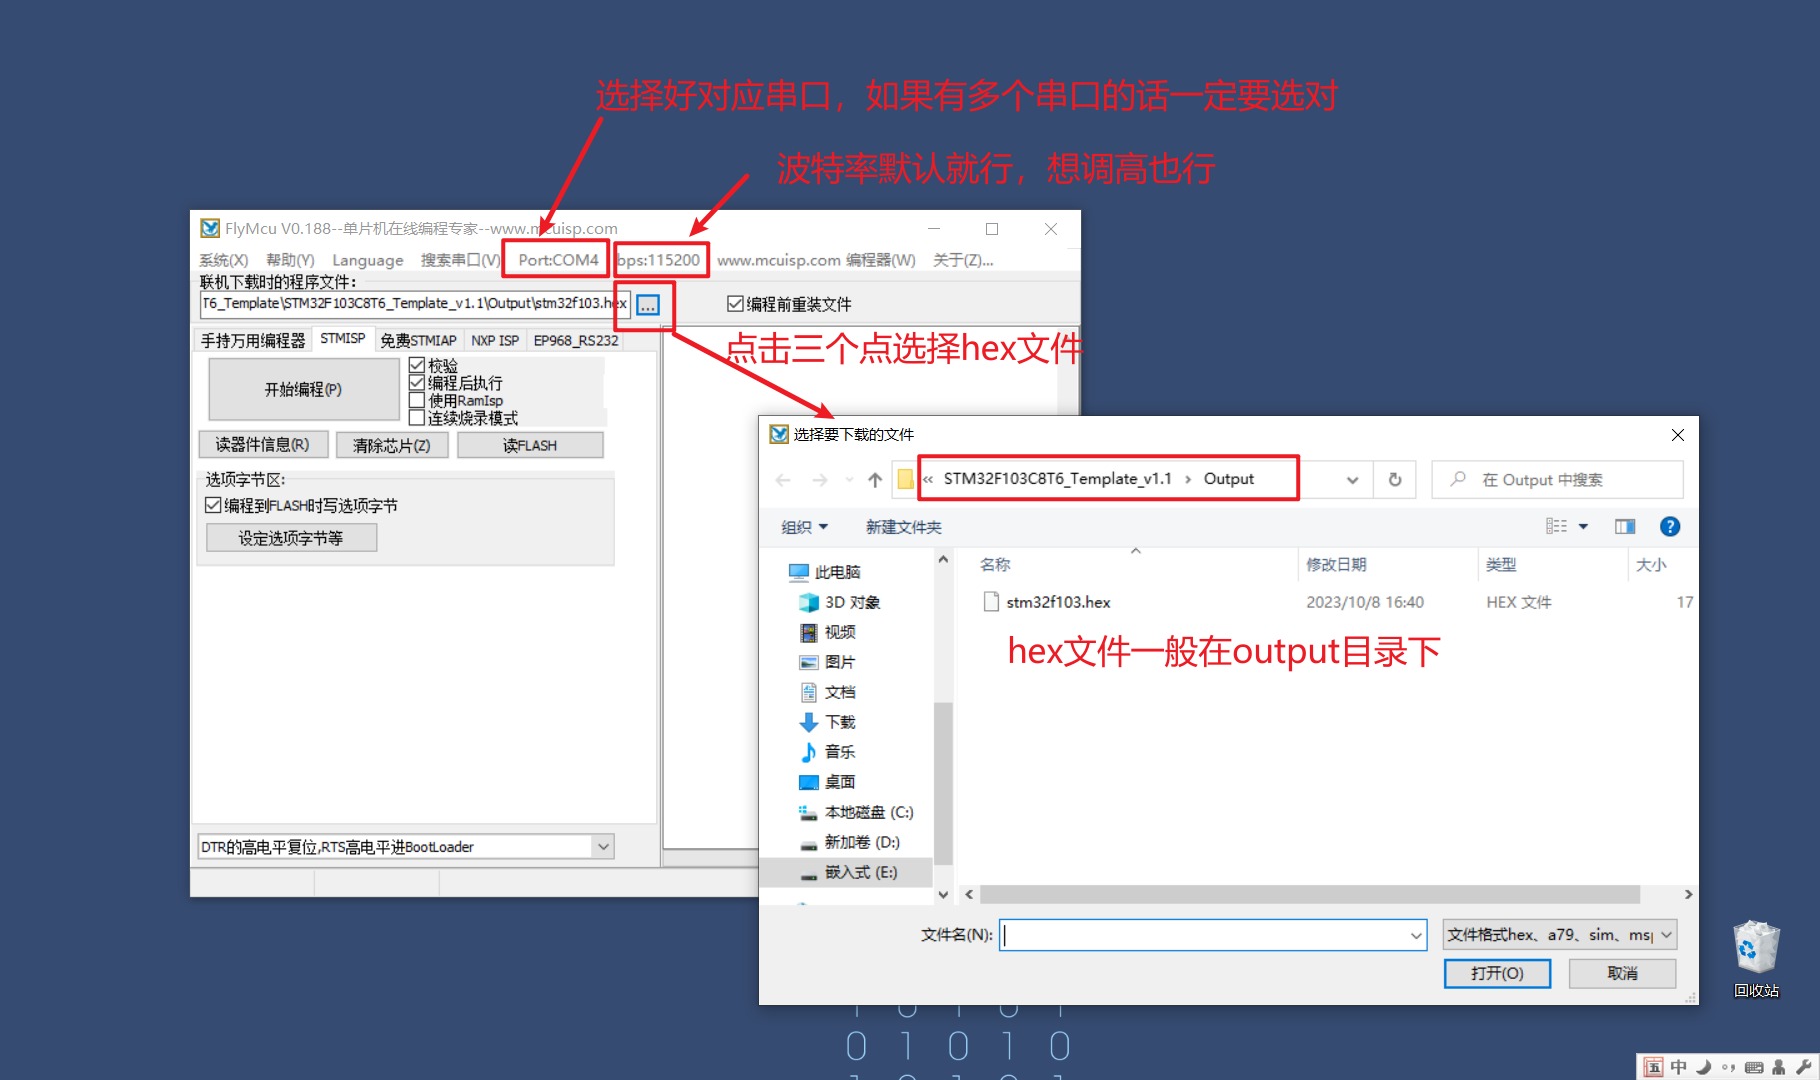 选择好对应串口，如果有多个串口的话一定要选对
波特率默认就行，想调高也行
FlyMcu V0.188--单片机在线编程专家--www.mcuisp.com
系统(X) 帮助(Y) Language 搜索串口(V) Port:COM4 bps:115200 www.mcuisp.com 编程器(W) 关于(Z)...
联机下载时的程序文件：
T6_Template\STM32F103C8T6_Template_v1.1\Output\stm32f103.hex ... 编程前重装文件
手持万用编程器 STMISP 免费STMIAP NXP ISP EP968_RS232
点击三个点选择hex文件
开始编程(P)
校验
编程后执行
使用RamIsp
连续烧录模式
读器件信息(R) 清除芯片(Z) 读FLASH
选项字节区:
编程到FLASH时写选项字节
设定选项字节等
DTR的高电平复位,RTS高电平进BootLoader
选择要下载的文件
« STM32F103C8T6_Template_v1.1 › Output
在 Output 中搜索
组织 新建文件夹
名称 修改日期 类型 大小
stm32f103.hex 2023/10/8 16:40 HEX 文件 17
hex文件一般在output目录下
此电脑
3D 对象
视频
图片
文档
下载
音乐
桌面
本地磁盘 (C:)
新加卷 (D:)
嵌入式 (E:)
文件名(N): 文件格式hex、a79、sim、msp
打开(O) 取消
回收站
0 1 0 1 0
五 中